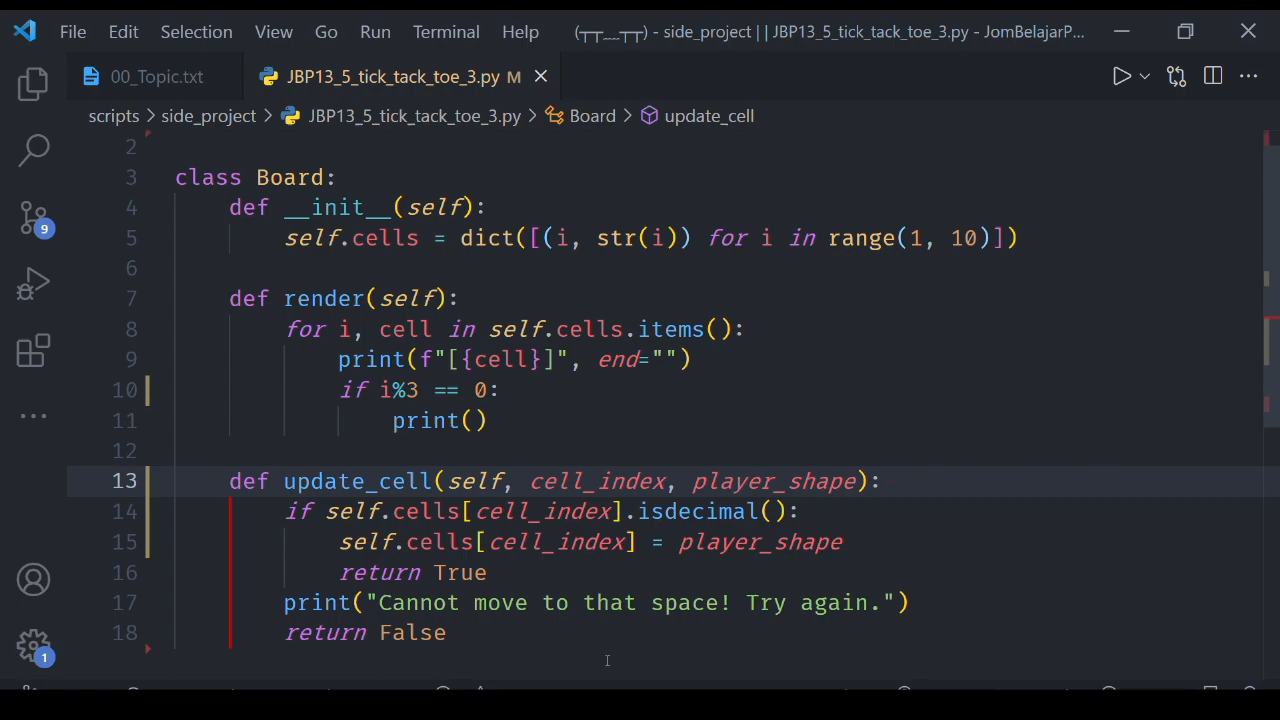 File Edit Selection View Go Run Terminal Help (┬┬﹏┬┬) - side_project | | JBP13_5_tick_tack_toe_3.py - JomBelajarP...
00_Topic.txt JBP13_5_tick_tack_toe_3.py M
scripts > side_project > JBP13_5_tick_tack_toe_3.py > Board > update_cell
2
3 class Board:
4 def __init__(self):
5 self.cells = dict([(i, str(i)) for i in range(1, 10)])
6
7 def render(self):
8 for i, cell in self.cells.items():
9 print(f"[{cell}]", end="")
10 if i%3 == 0:
11 print()
12
13 def update_cell(self, cell_index, player_shape):
14 if self.cells[cell_index].isdecimal():
15 self.cells[cell_index] = player_shape
16 return True
17 print("Cannot move to that space! Try again.")
18 return False
9
1